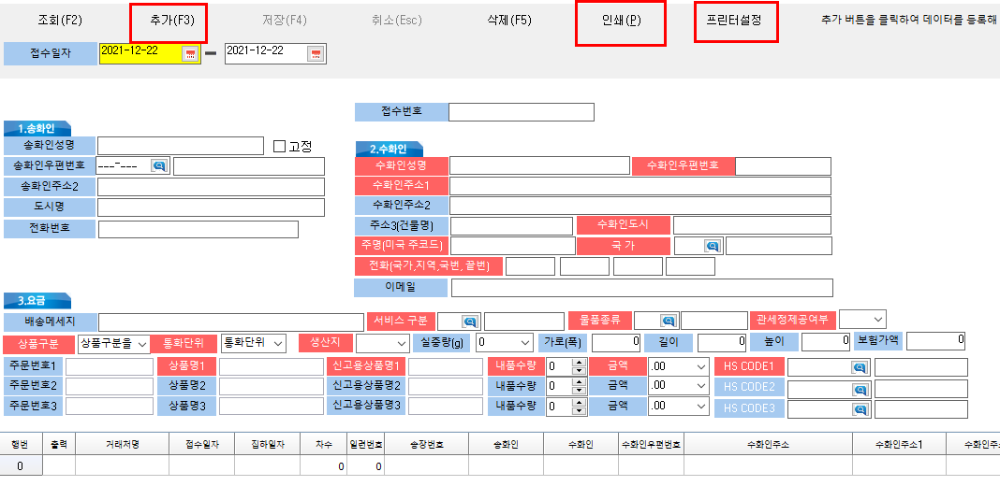 조회(F2) 추가(F3) 저장(F4) 취소(Esc) 삭제(F5) 인쇄(P) 프린터설정 추가 버튼을 클릭하여 데이터를 등록해
접수일자 2021-12-22 2021-12-22
접수번호
1.송화인
송화인성명 고정
송화인우편번호 ___-___
송화인주소2
도시명
전화번호
2.수화인
수화인성명 수화인우편번호
수화인주소1
수화인주소2
주소3(건물명) 수화인도시
주명(미국 주코드) 국 가
전화(국가,지역,국번, 끝번)
이메일
3.요금
배송메세지 서비스 구분 물품종류 관세정제공여부
상품구분 상품구분을 통화단위 통화단위 생산지 실중량(g) 0 가로(폭) 0 길이 0 높이 0 보험가액 0
주문번호1 상품명1 신고용상품명1 내품수량 0 금액 .00 HS CODE1
주문번호2 상품명2 신고용상품명2 내품수량 0 금액 .00 HS CODE2
주문번호3 상품명3 신고용상품명3 내품수량 0 금액 .00 HS CODE3
행번 출력 거래처명 접수일자 집하일자 차수 일련번호 송장번호 송화인 수화인 수화인우편번호 수화인주소 수화인주소1 수화인주
0 0 0